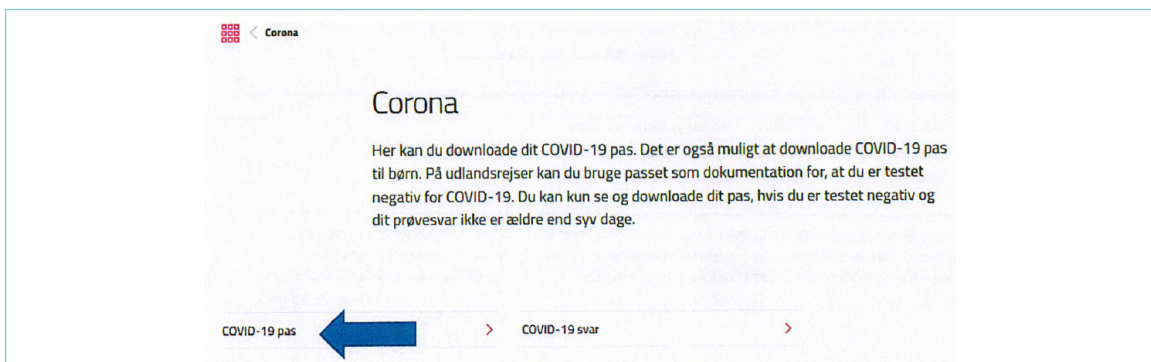 Corona
Corona
Her kan du downloade dit COVID-19 pas. Det er også muligt at downloade COVID-19 pas
til børn. På udlandsrejser kan du bruge passet som dokumentation for, at du er testet
negativ for COVID-19. Du kan kun se og downloade dit pas, hvis du er testet negativ og
dit prøvesvar ikke er ældre end syv dage.
COVID-19 pas
COVID-19 svar